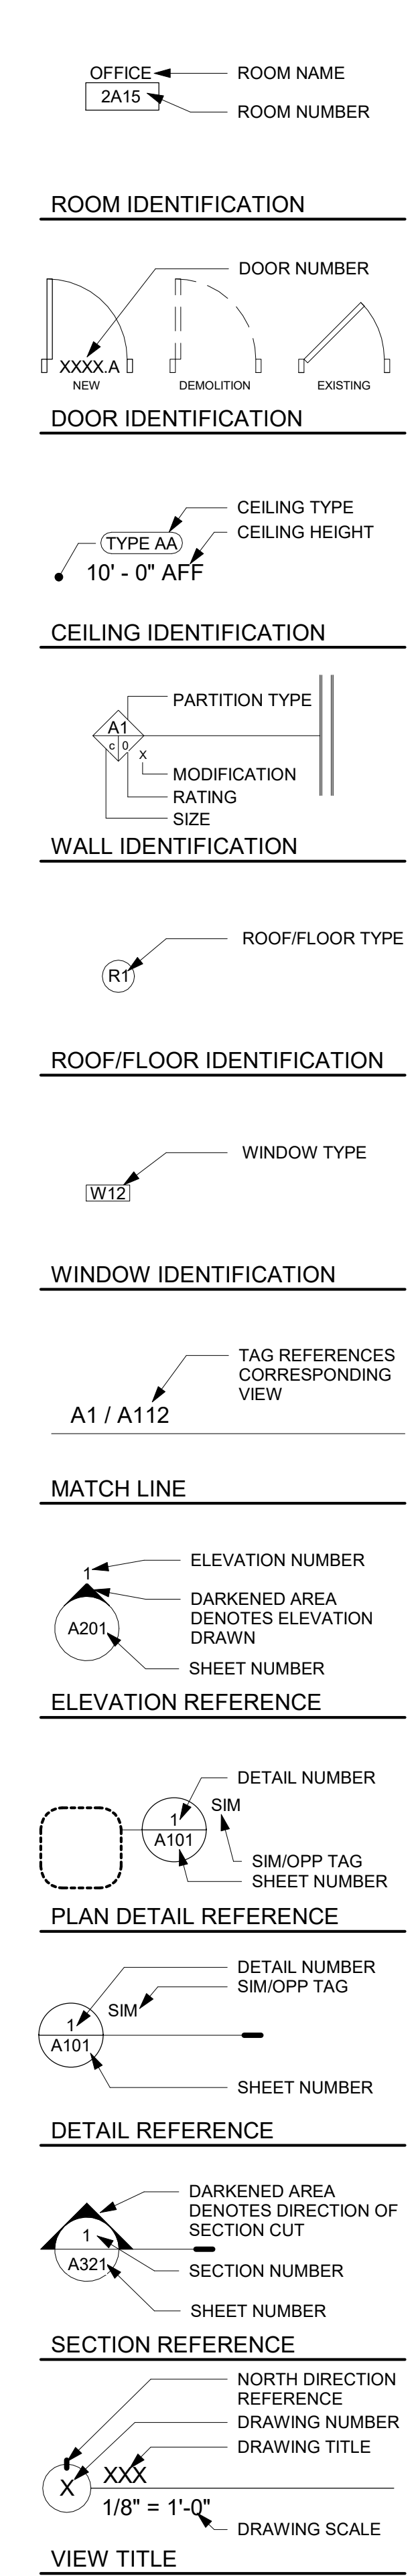 OFFICE
ROOM NAME
2A15
ROOM NUMBER
ROOM IDENTIFICATION
DOOR NUMBER
XXXX.A
NEW
DEMOLITION
EXISTING
DOOR IDENTIFICATION
CEILING TYPE
CEILING HEIGHT
TYPE AA
10' - 0" AFF
CEILING IDENTIFICATION
PARTITION TYPE
A1
c 0
X
MODIFICATION
RATING
SIZE
WALL IDENTIFICATION
ROOF/FLOOR TYPE
R1
ROOF/FLOOR IDENTIFICATION
WINDOW TYPE
W12
WINDOW IDENTIFICATION
TAG REFERENCES
CORRESPONDING
VIEW
A1 / A112
MATCH LINE
ELEVATION NUMBER
1
DARKENED AREA
DENOTES ELEVATION
DRAWN
A201
SHEET NUMBER
ELEVATION REFERENCE
DETAIL NUMBER
SIM
1
A101
SIM/OPP TAG
SHEET NUMBER
PLAN DETAIL REFERENCE
DETAIL NUMBER
SIM/OPP TAG
SIM
1
A101
SHEET NUMBER
DETAIL REFERENCE
DARKENED AREA
DENOTES DIRECTION OF
SECTION CUT
1
A321
SECTION NUMBER
SHEET NUMBER
SECTION REFERENCE
NORTH DIRECTION
REFERENCE
DRAWING NUMBER
DRAWING TITLE
XXX
X
1/8" = 1'-0"
DRAWING SCALE
VIEW TITLE